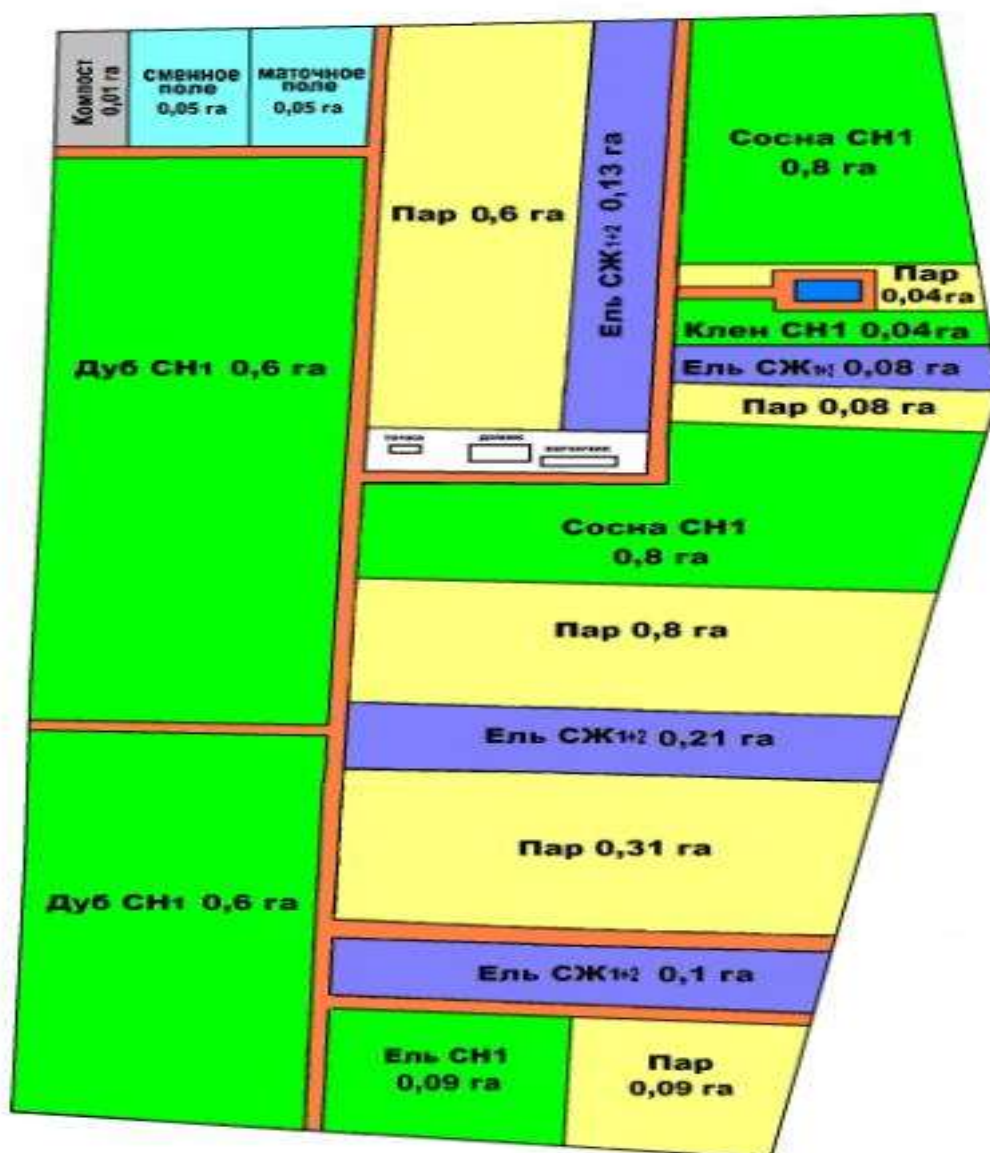 Компост
0,01 га
сменное
поле
0,05 га
маточное
поле
0,05 га
Пар 0,6 га
Ель СЖ1+2 0,13 га
Сосна СН1
0,8 га
Пар
0,04га
Клен СН1 0,04га
Ель СЖ1+2 0,08 га
Пар 0,08 га
Дуб СН1 0,6 га
домик
Сосна СН1
0,8 га
Пар 0,8 га
Ель СЖ1+2 0,21 га
Пар 0,31 га
Дуб СН1 0,6 га
Ель СЖ1+2 0,1 га
Ель СН1
0,09 га
Пар
0,09 га